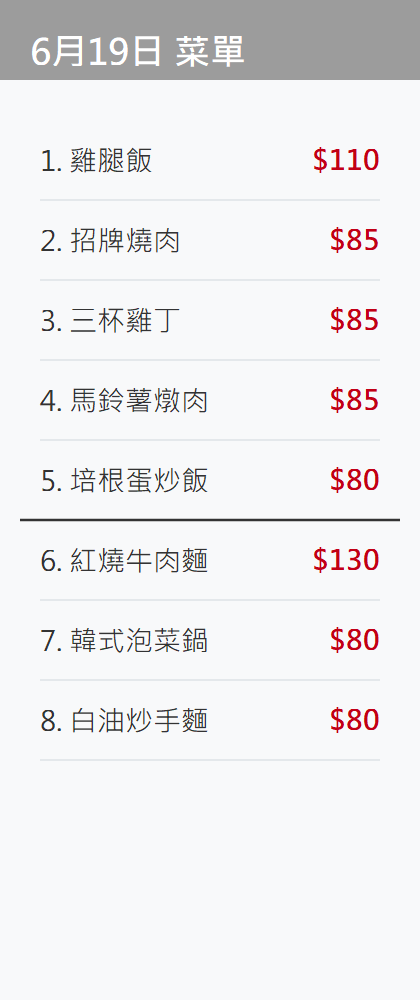 6月19日 菜單
1. 雞腿飯 $110
2. 招牌燒肉 $85
3. 三杯雞丁 $85
4. 馬鈴薯燉肉 $85
5. 培根蛋炒飯 $80
6. 紅燒牛肉麵 $130
7. 韓式泡菜鍋 $80
8. 白油炒手麵 $80